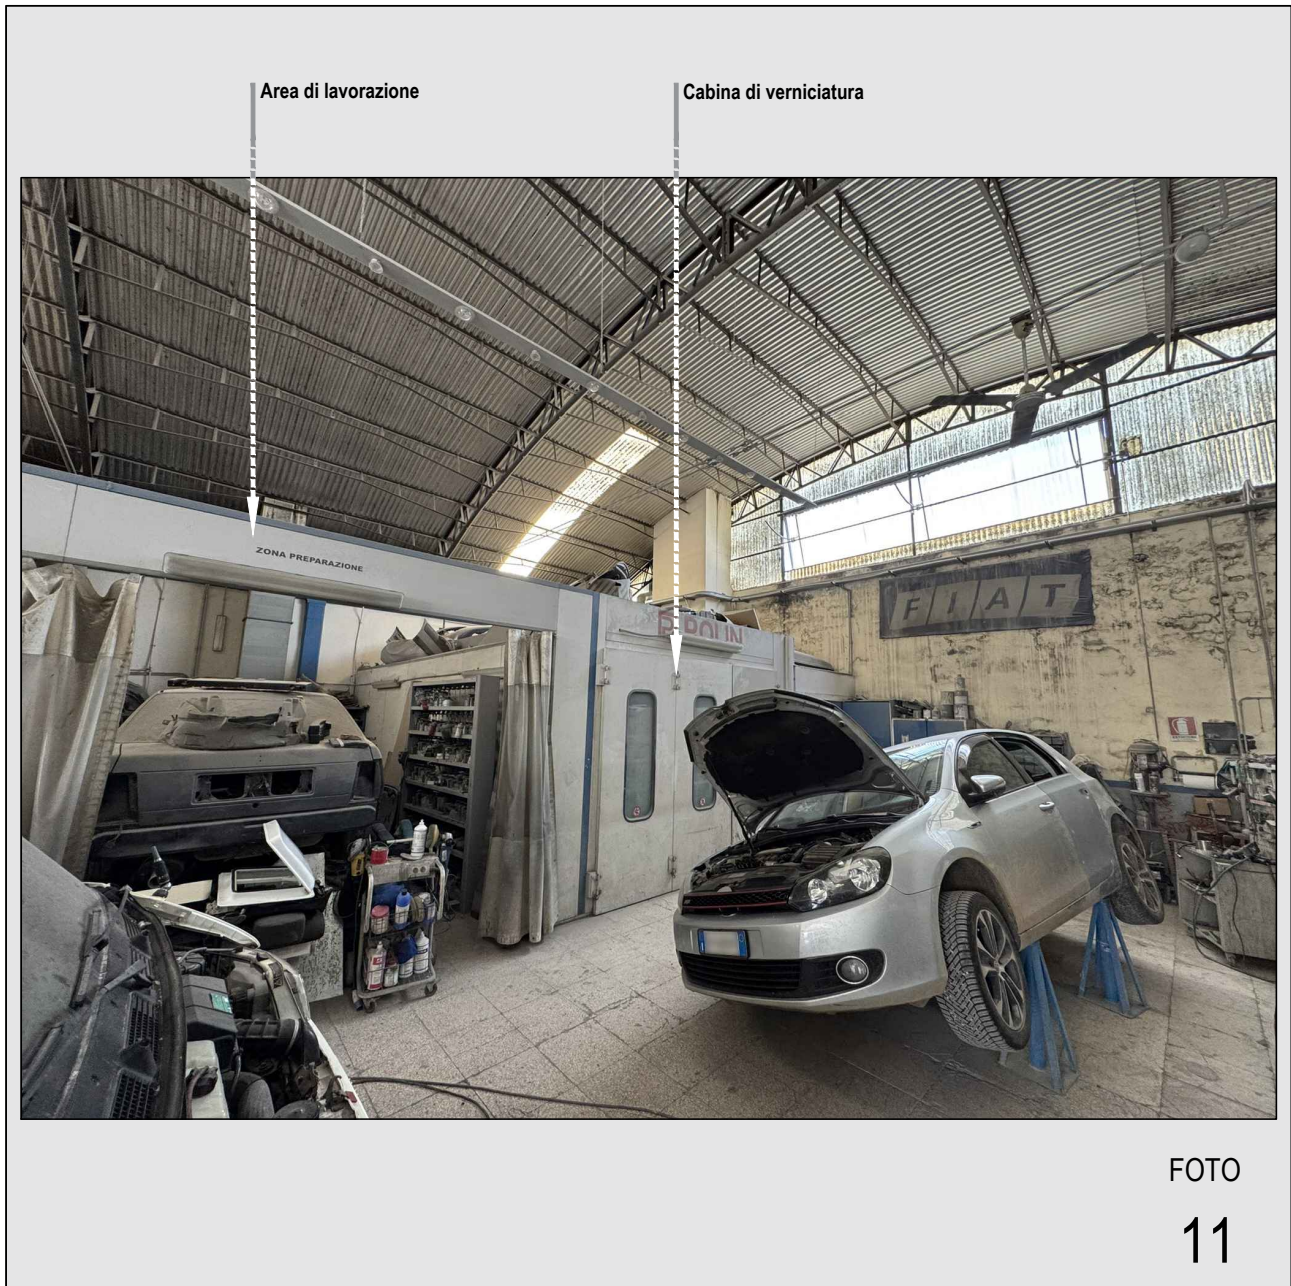 Area di lavorazione
Cabina di verniciatura
ZONA PREPARAZIONE
FIAT
FOTO
11